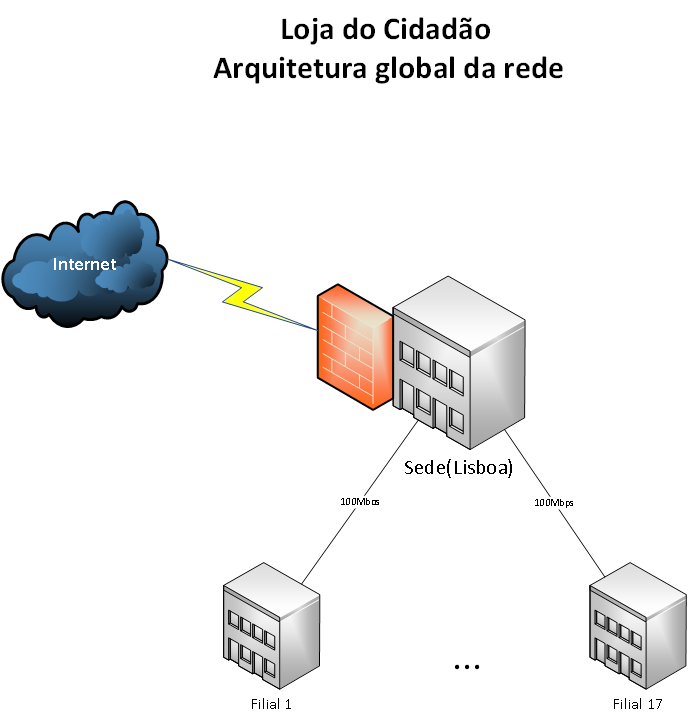 Loja do Cidadão
Arquitetura global da rede
Internet
Sede(Lisboa)
100Mbps
100Mbps
...
Filial 1
Filial 17